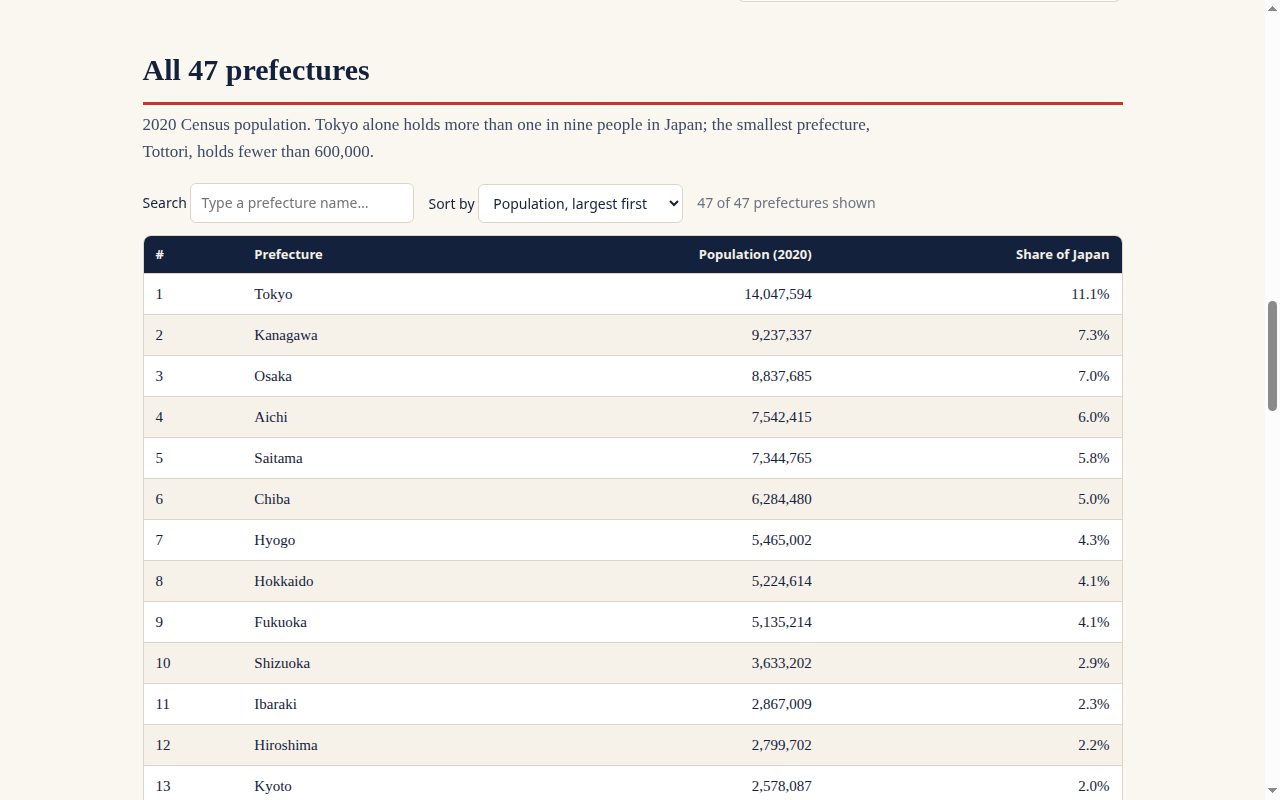 All 47 prefectures
2020 Census population. Tokyo alone holds more than one in nine people in Japan; the smallest prefecture,
Tottori, holds fewer than 600,000.
Search Type a prefecture name... Sort by Population, largest first 47 of 47 prefectures shown
# Prefecture Population (2020) Share of Japan
1 Tokyo 14,047,594 11.1%
2 Kanagawa 9,237,337 7.3%
3 Osaka 8,837,685 7.0%
4 Aichi 7,542,415 6.0%
5 Saitama 7,344,765 5.8%
6 Chiba 6,284,480 5.0%
7 Hyogo 5,465,002 4.3%
8 Hokkaido 5,224,614 4.1%
9 Fukuoka 5,135,214 4.1%
10 Shizuoka 3,633,202 2.9%
11 Ibaraki 2,867,009 2.3%
12 Hiroshima 2,799,702 2.2%
13 Kyoto 2,578,087 2.0%